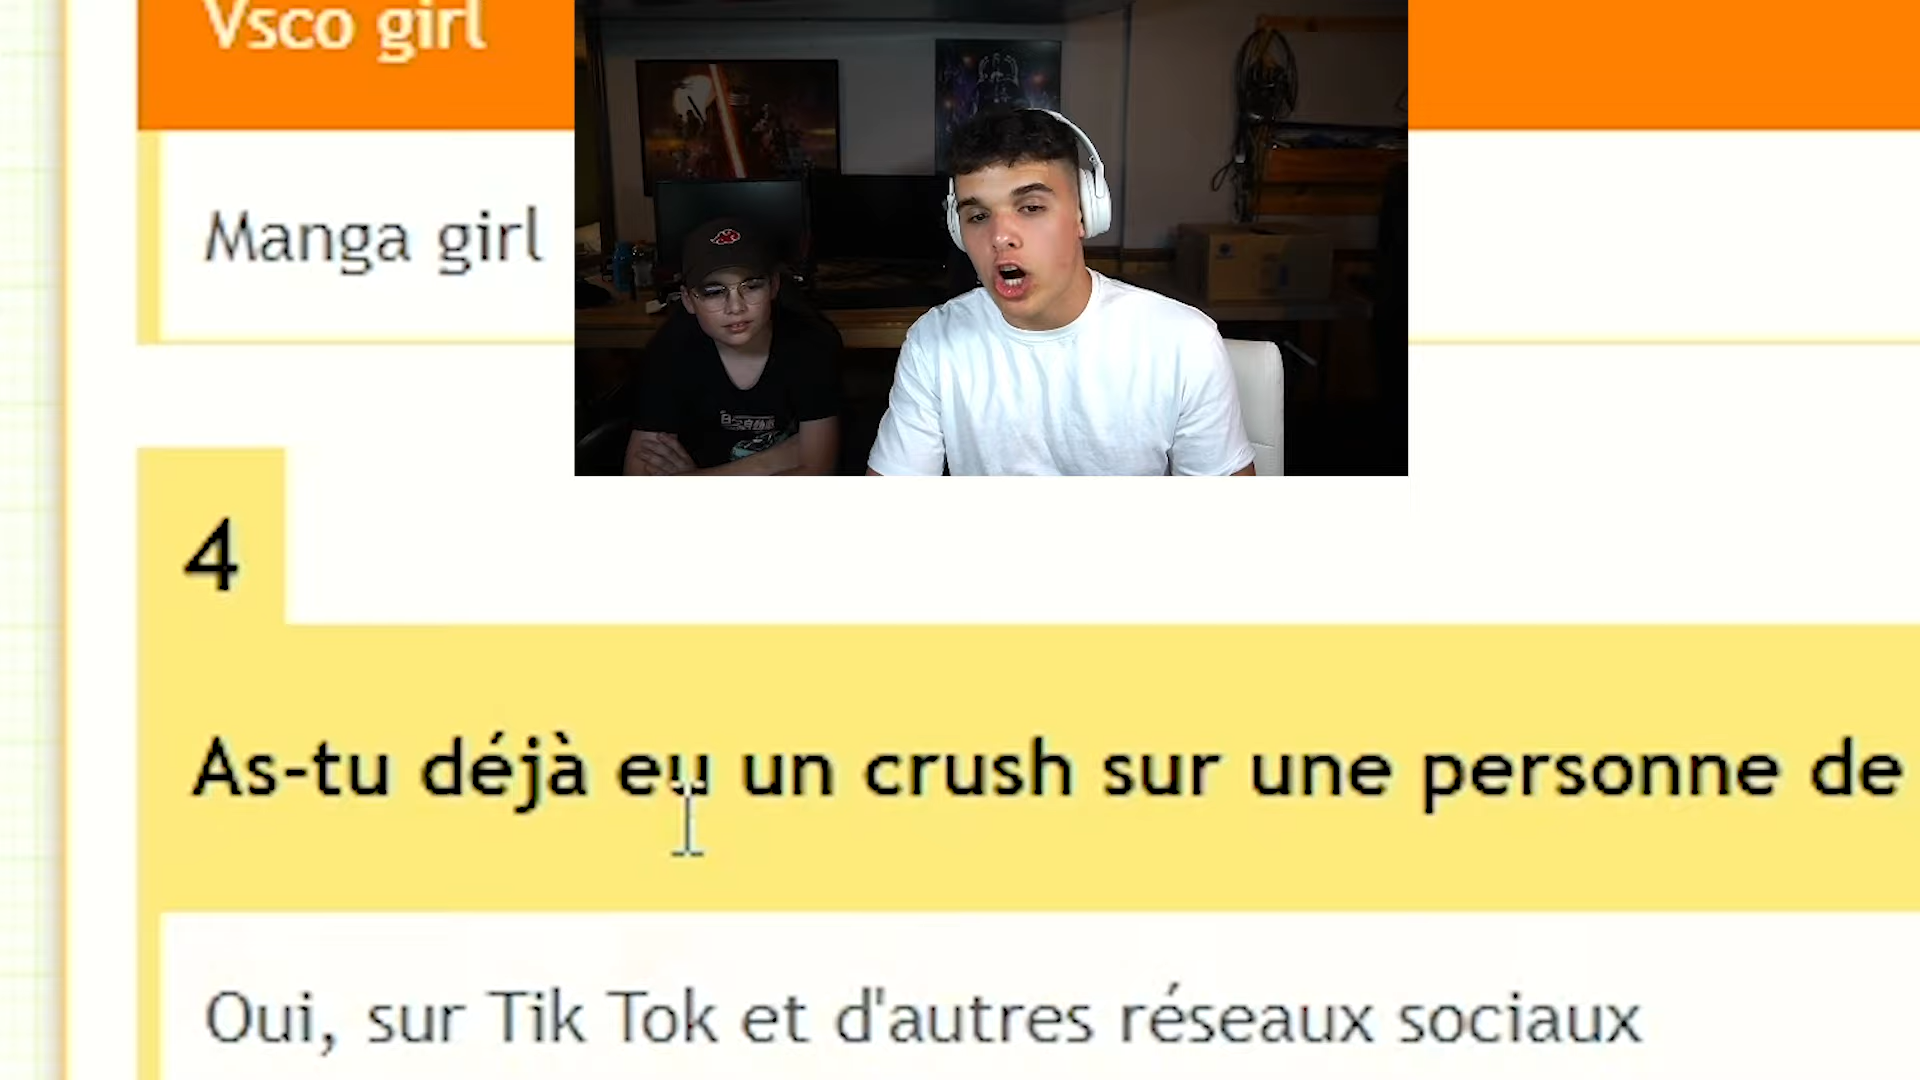 Vsco girl
Manga girl
4
As-tu déjà eu un crush sur une personne de
Oui, sur Tik Tok et d'autres réseaux sociaux